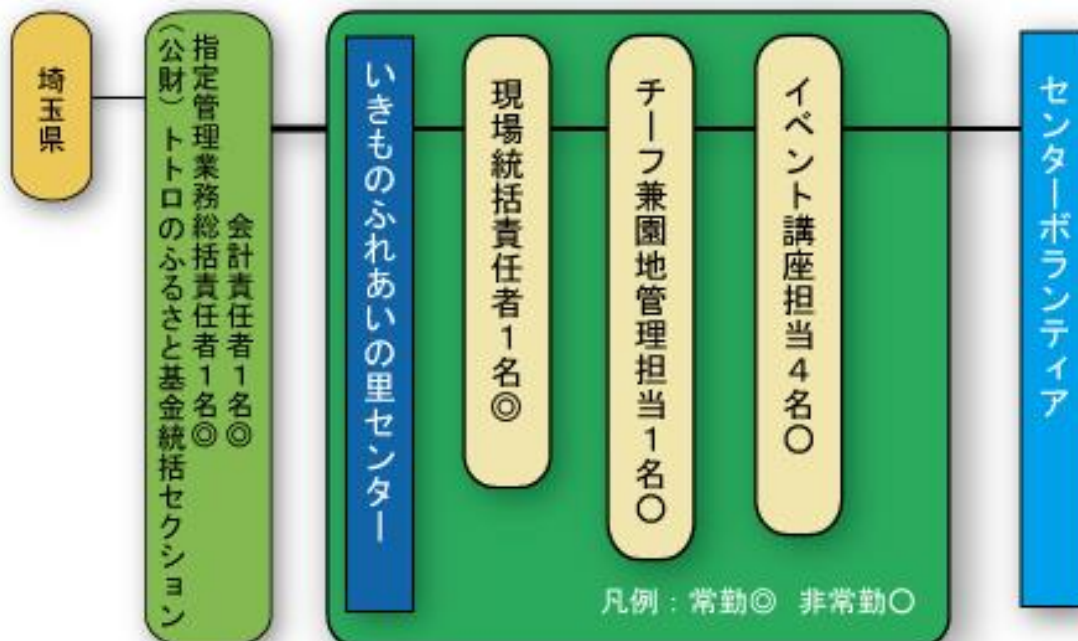 埼玉県
（公財）トトロのふるさと基金統括セクション
指定管理業務総括責任者１名◎
会計責任者１名◎
いきものふれあいの里センター
現場統括責任者１名◎
チーフ兼園地管理担当１名〇
イベント講座担当４名〇
センターボランティア
凡例：常勤◎　非常勤〇